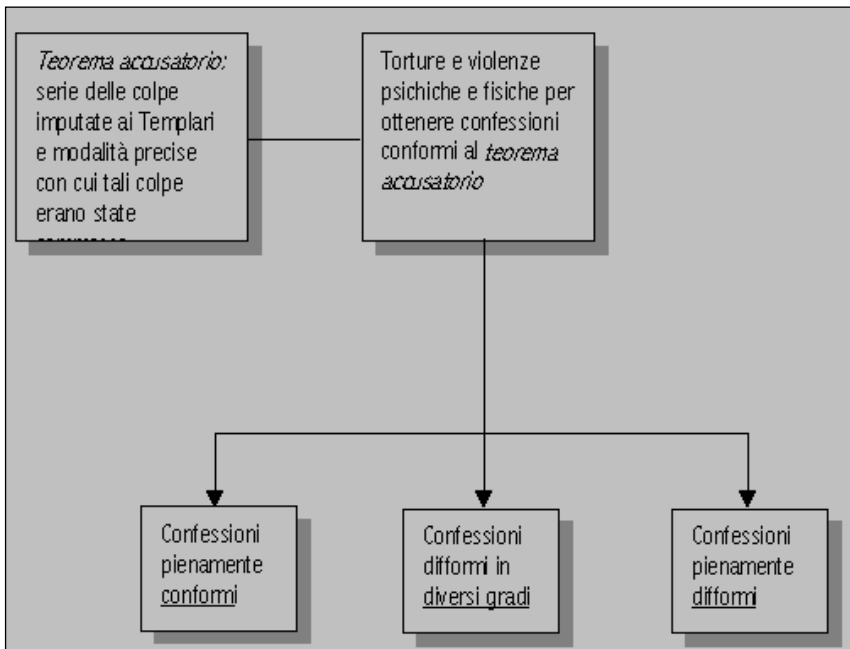 Teorema accusatorio:
serie delle colpe
imputate ai Templari
e modalità precise
con cui tali colpe
erano state
Torture e violenze
psichiche e fisiche per
ottenere confessioni
conformi al teorema
accusatorio
Confessioni
pienamente
conformi
Confessioni
difformi in
diversi gradi
Confessioni
pienamente
difformi